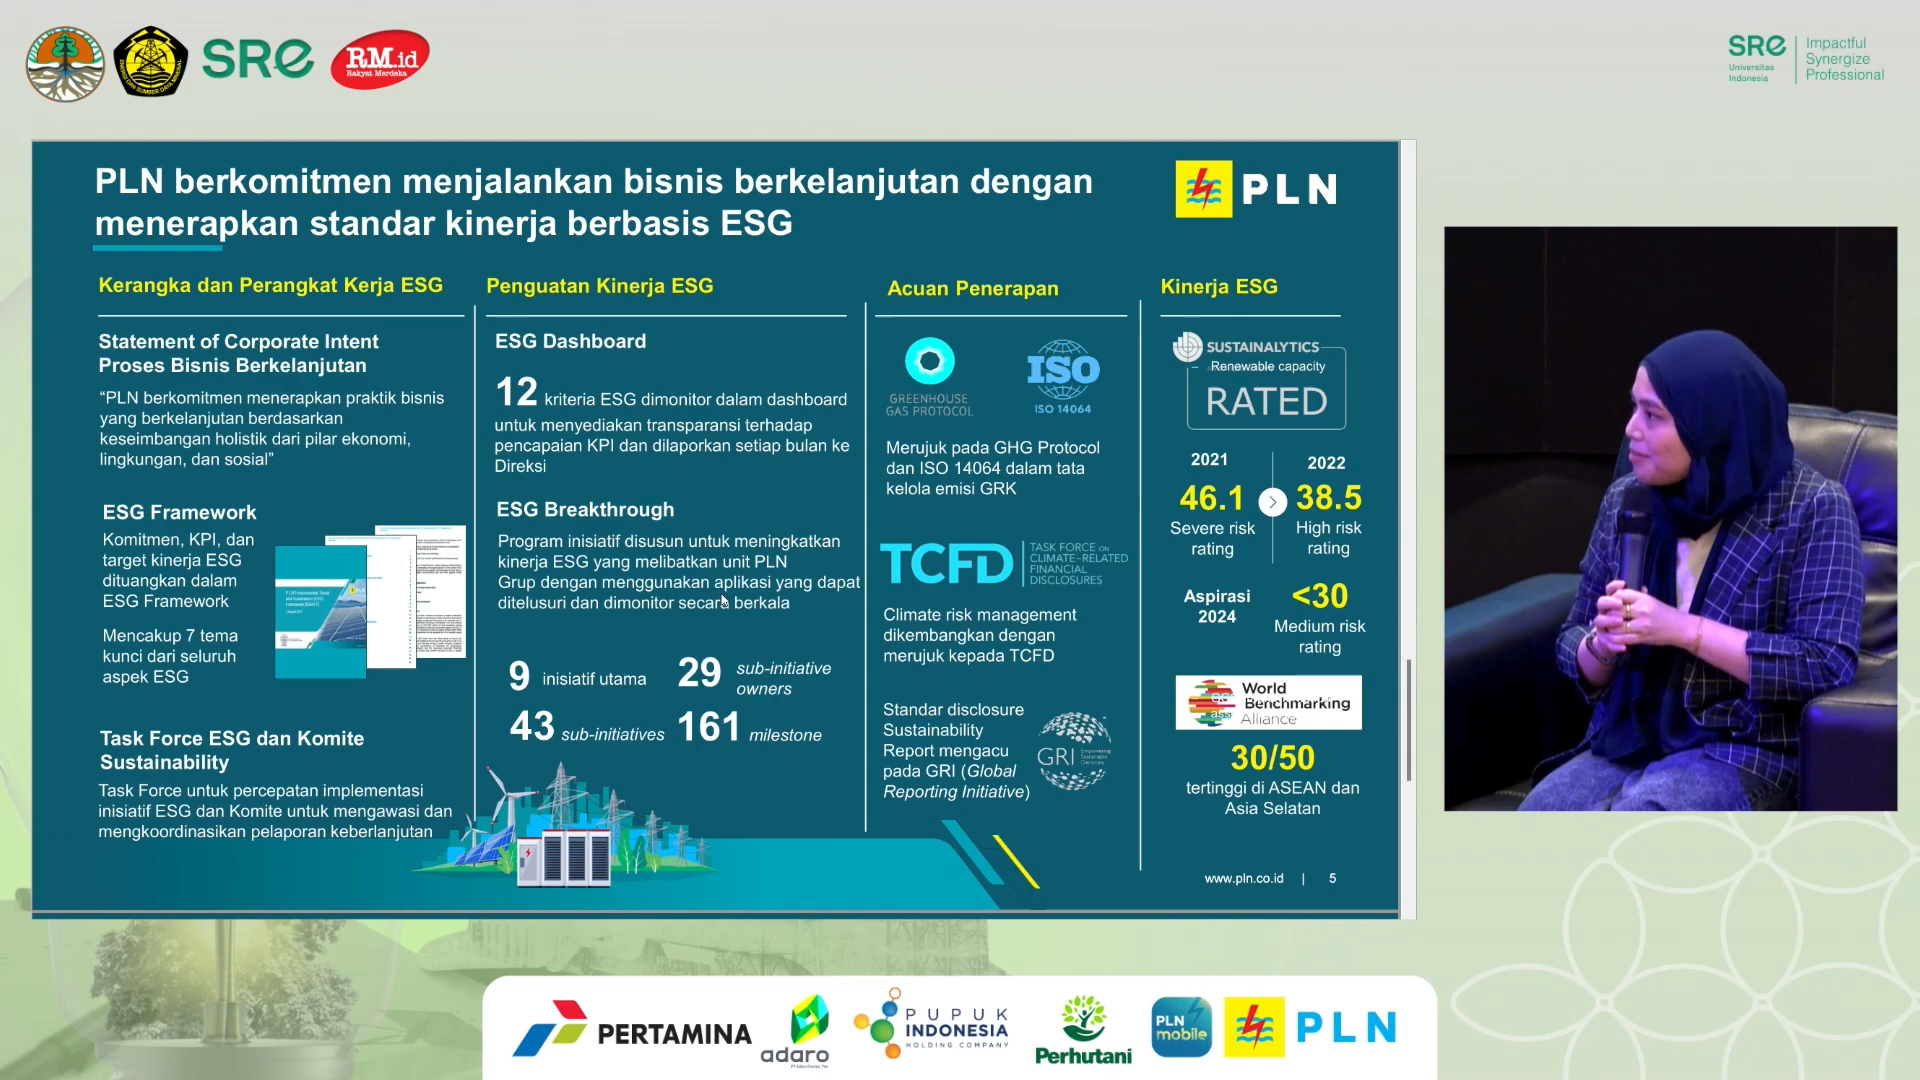 SRE
RM.id
Rakyat Merdeka
SRE
Universitas
Indonesia
Impactful
Synergize
Professional
PLN berkomitmen menjalankan bisnis berkelanjutan dengan
menerapkan standar kinerja berbasis ESG
PLN
Kerangka dan Perangkat Kerja ESG
Statement of Corporate Intent
Proses Bisnis Berkelanjutan
“PLN berkomitmen menerapkan praktik bisnis
yang berkelanjutan berdasarkan
keseimbangan holistik dari pilar ekonomi,
lingkungan, dan sosial”
ESG Framework
Komitmen, KPI, dan
target kinerja ESG
dituangkan dalam
ESG Framework
Mencakup 7 tema
kunci dari seluruh
aspek ESG
Task Force ESG dan Komite
Sustainability
Task Force untuk percepatan implementasi
inisiatif ESG dan Komite untuk mengawasi dan
mengkoordinasikan pelaporan keberlanjutan
Penguatan Kinerja ESG
ESG Dashboard
12 kriteria ESG dimonitor dalam dashboard
untuk menyediakan transparansi terhadap
pencapaian KPI dan dilaporkan setiap bulan ke
Direksi
ESG Breakthrough
Program inisiatif disusun untuk meningkatkan
kinerja ESG yang melibatkan unit PLN
Grup dengan menggunakan aplikasi yang dapat
ditelusuri dan dimonitor secara berkala
9 inisiatif utama
29 sub-initiative
owners
43 sub-initiatives
161 milestone
Acuan Penerapan
GREENHOUSE
GAS PROTOCOL
ISO
ISO 14064
Merujuk pada GHG Protocol
dan ISO 14064 dalam tata
kelola emisi GRK
TCFD
TASK FORCE ON
CLIMATE-RELATED
FINANCIAL
DISCLOSURES
Climate risk management
dikembangkan dengan
merujuk kepada TCFD
Standar disclosure
Sustainability
Report mengacu
pada GRI (Global
Reporting Initiative)
GRI
Empowering
Sustainable
Decisions
Kinerja ESG
SUSTAINALYTICS
Renewable capacity
RATED
2021
46.1
Severe risk
rating
2022
38.5
High risk
rating
Aspirasi
2024
<30
Medium risk
rating
World
Benchmarking
Alliance
30/50
tertinggi di ASEAN dan
Asia Selatan
www.pln.co.id | 5
PERTAMINA
adaro
PUPUK
INDONESIA
HOLDING COMPANY
Perhutani
PLN
mobile
PLN